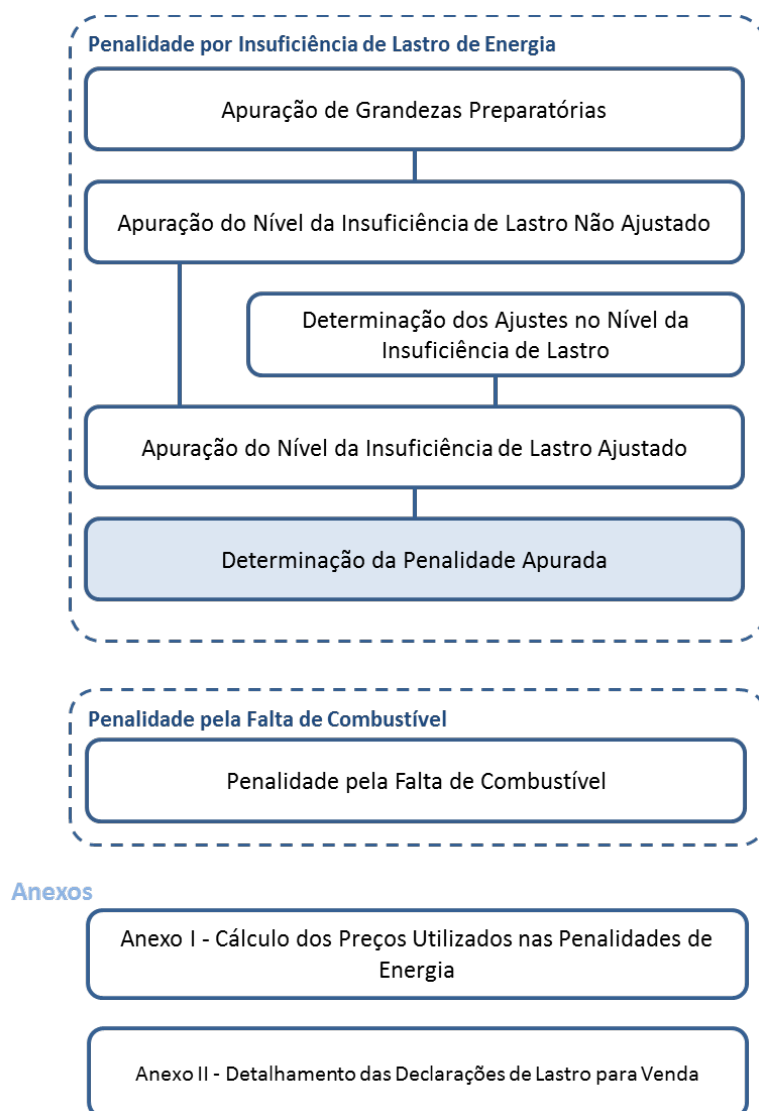 Penalidade por Insuficiência de Lastro de Energia
Apuração de Grandezas Preparatórias
Apuração do Nível da Insuficiência de Lastro Não Ajustado
Determinação dos Ajustes no Nível da
Insuficiência de Lastro
Apuração do Nível da Insuficiência de Lastro Ajustado
Determinação da Penalidade Apurada
Penalidade pela Falta de Combustível
Penalidade pela Falta de Combustível
Anexos
Anexo I - Cálculo dos Preços Utilizados nas Penalidades de
Energia
Anexo II - Detalhamento das Declarações de Lastro para Venda